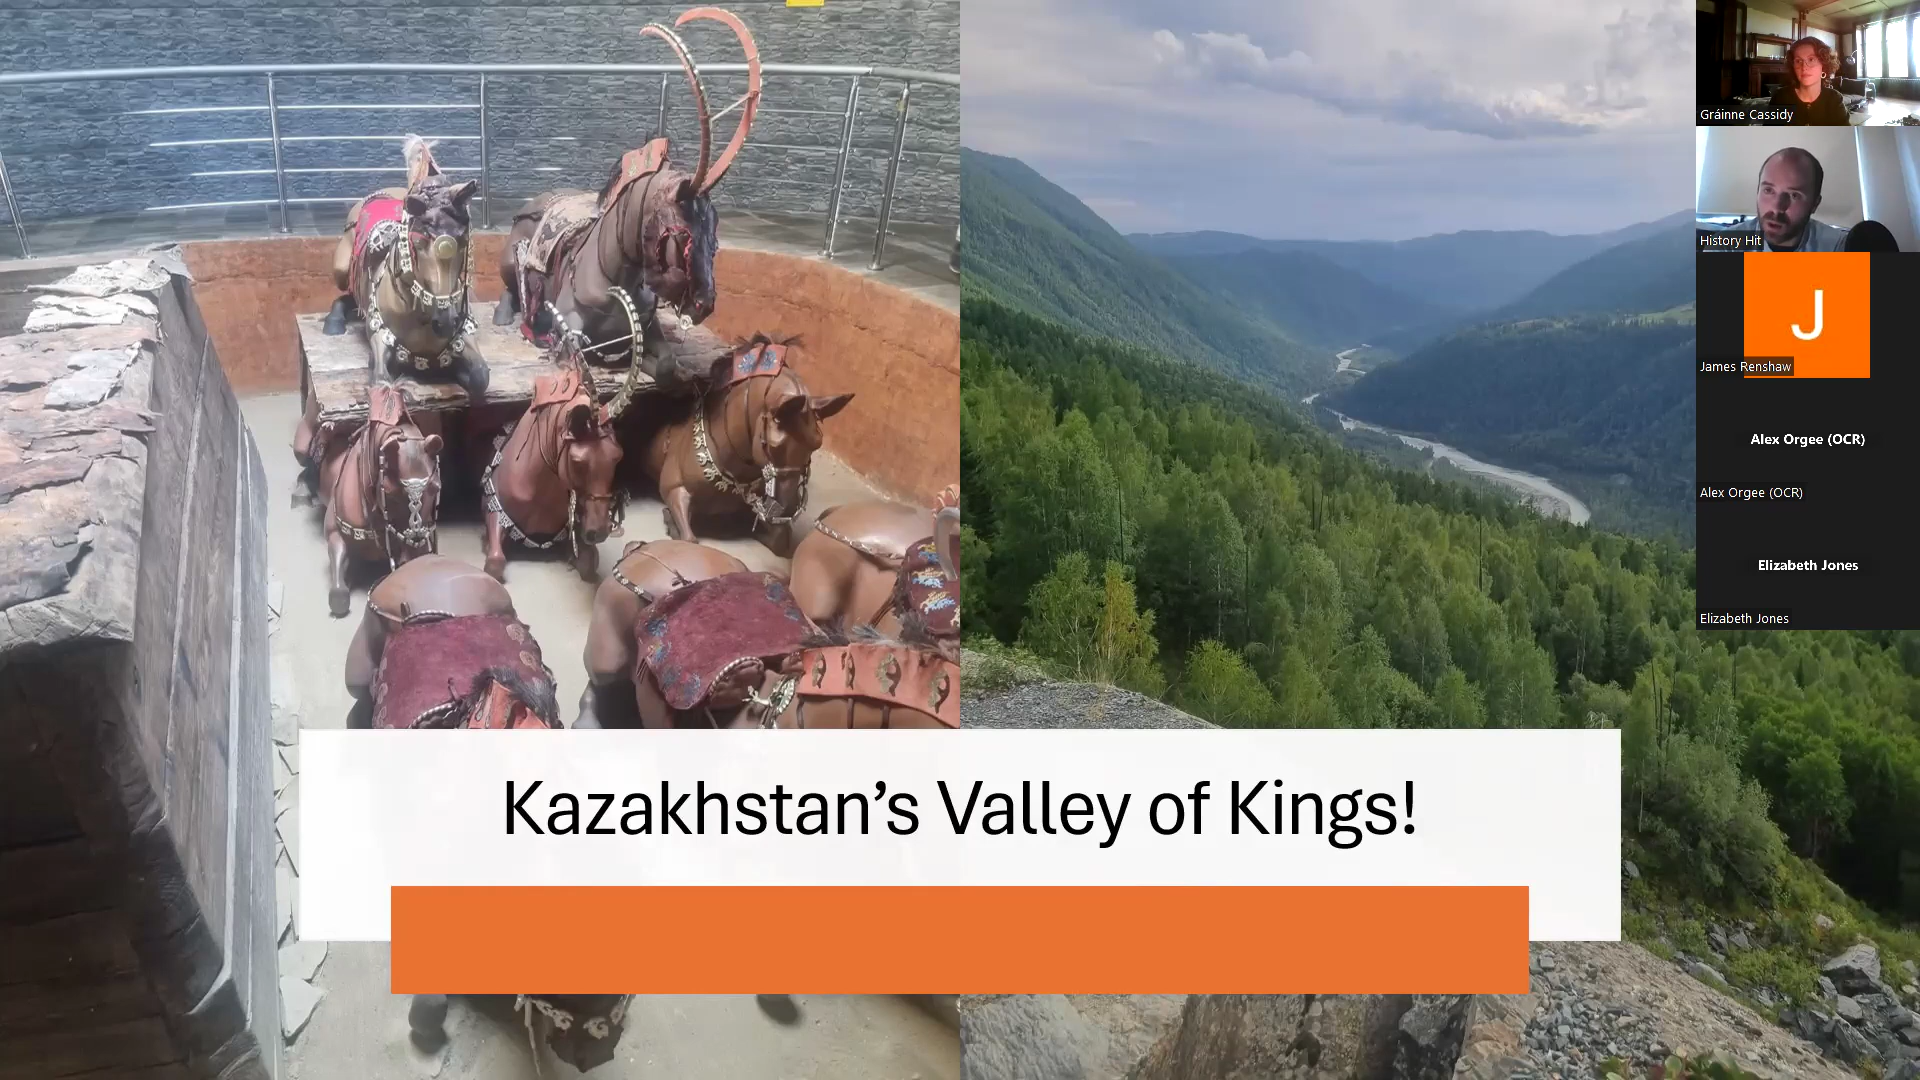 Kazakhstan’s Valley of Kings!
Gráinne Cassidy
History Hit
J
James Renshaw
Alex Orgee (OCR)
Alex Orgee (OCR)
Elizabeth Jones
Elizabeth Jones